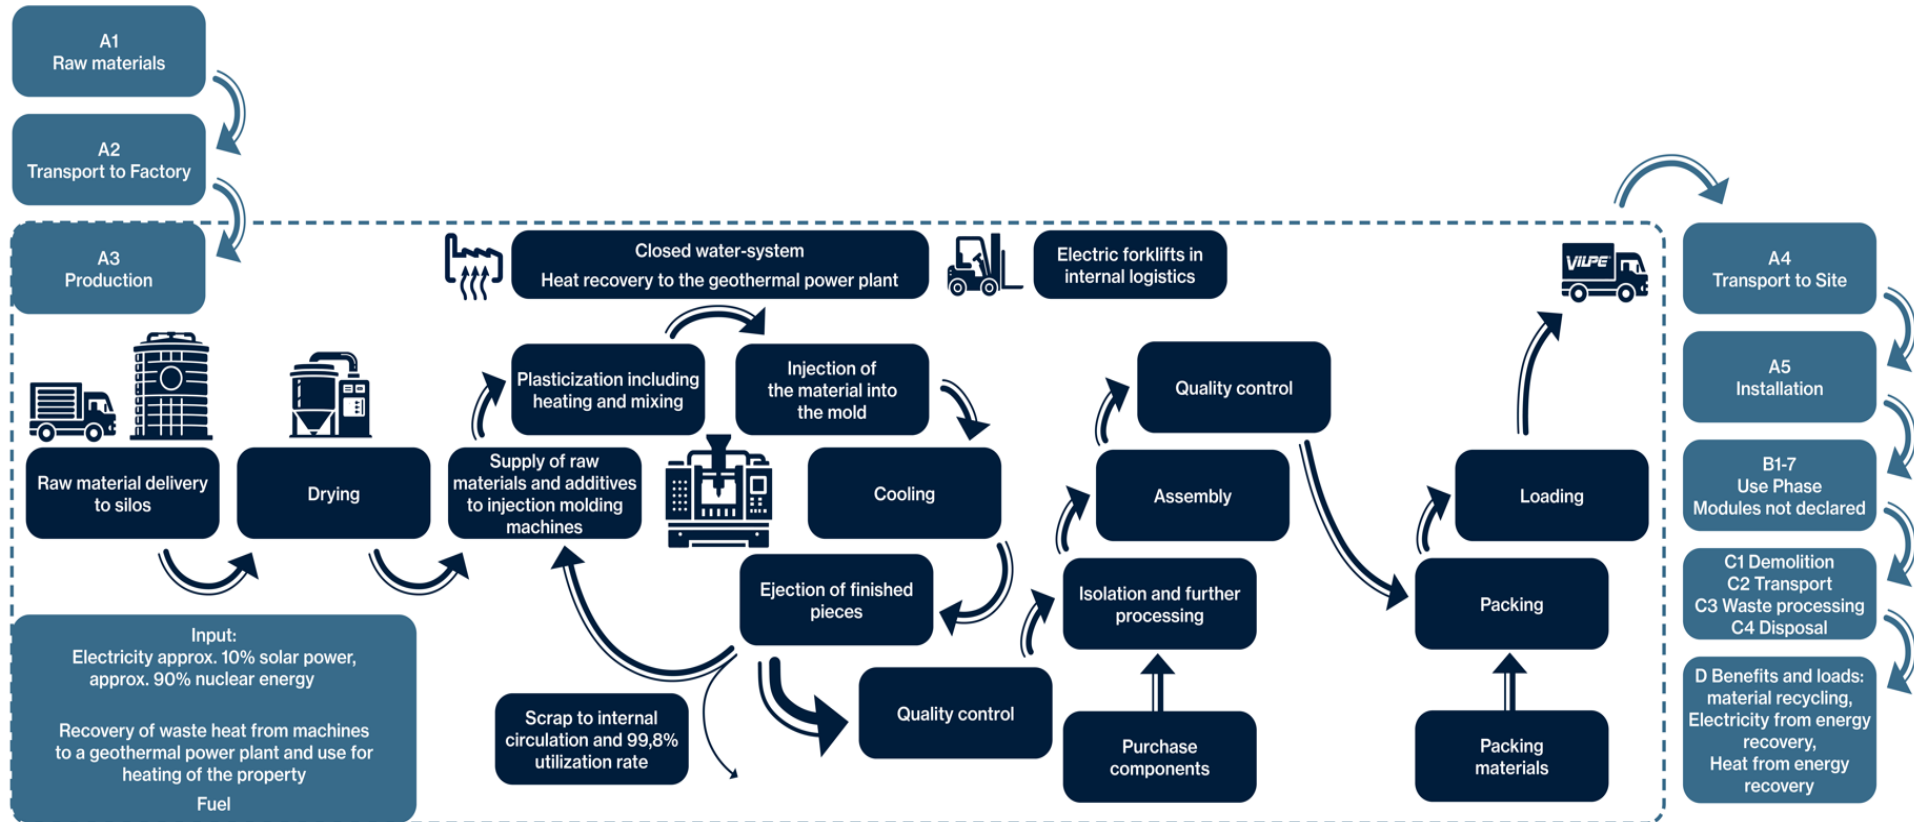 A1
Raw materials
A2
Transport to Factory
A3
Production
Closed water-system
Heat recovery to the geothermal power plant
Electric forklifts in
internal logistics
VILPE
Raw material delivery
to silos
Drying
Supply of raw
materials and additives
to injection molding
machines
Plasticization including
heating and mixing
Injection of
the material into
the mold
Cooling
Ejection of finished
pieces
Scrap to internal
circulation and 99,8%
utilization rate
Quality control
Isolation and further
processing
Purchase
components
Assembly
Quality control
Packing
Packing
materials
Loading
Input:
Electricity approx. 10% solar power,
approx. 90% nuclear energy
Recovery of waste heat from machines
to a geothermal power plant and use for
heating of the property
Fuel
A4
Transport to Site
A5
Installation
B1-7
Use Phase
Modules not declared
C1 Demolition
C2 Transport
C3 Waste processing
C4 Disposal
D Benefits and loads:
material recycling,
Electricity from energy
recovery,
Heat from energy
recovery